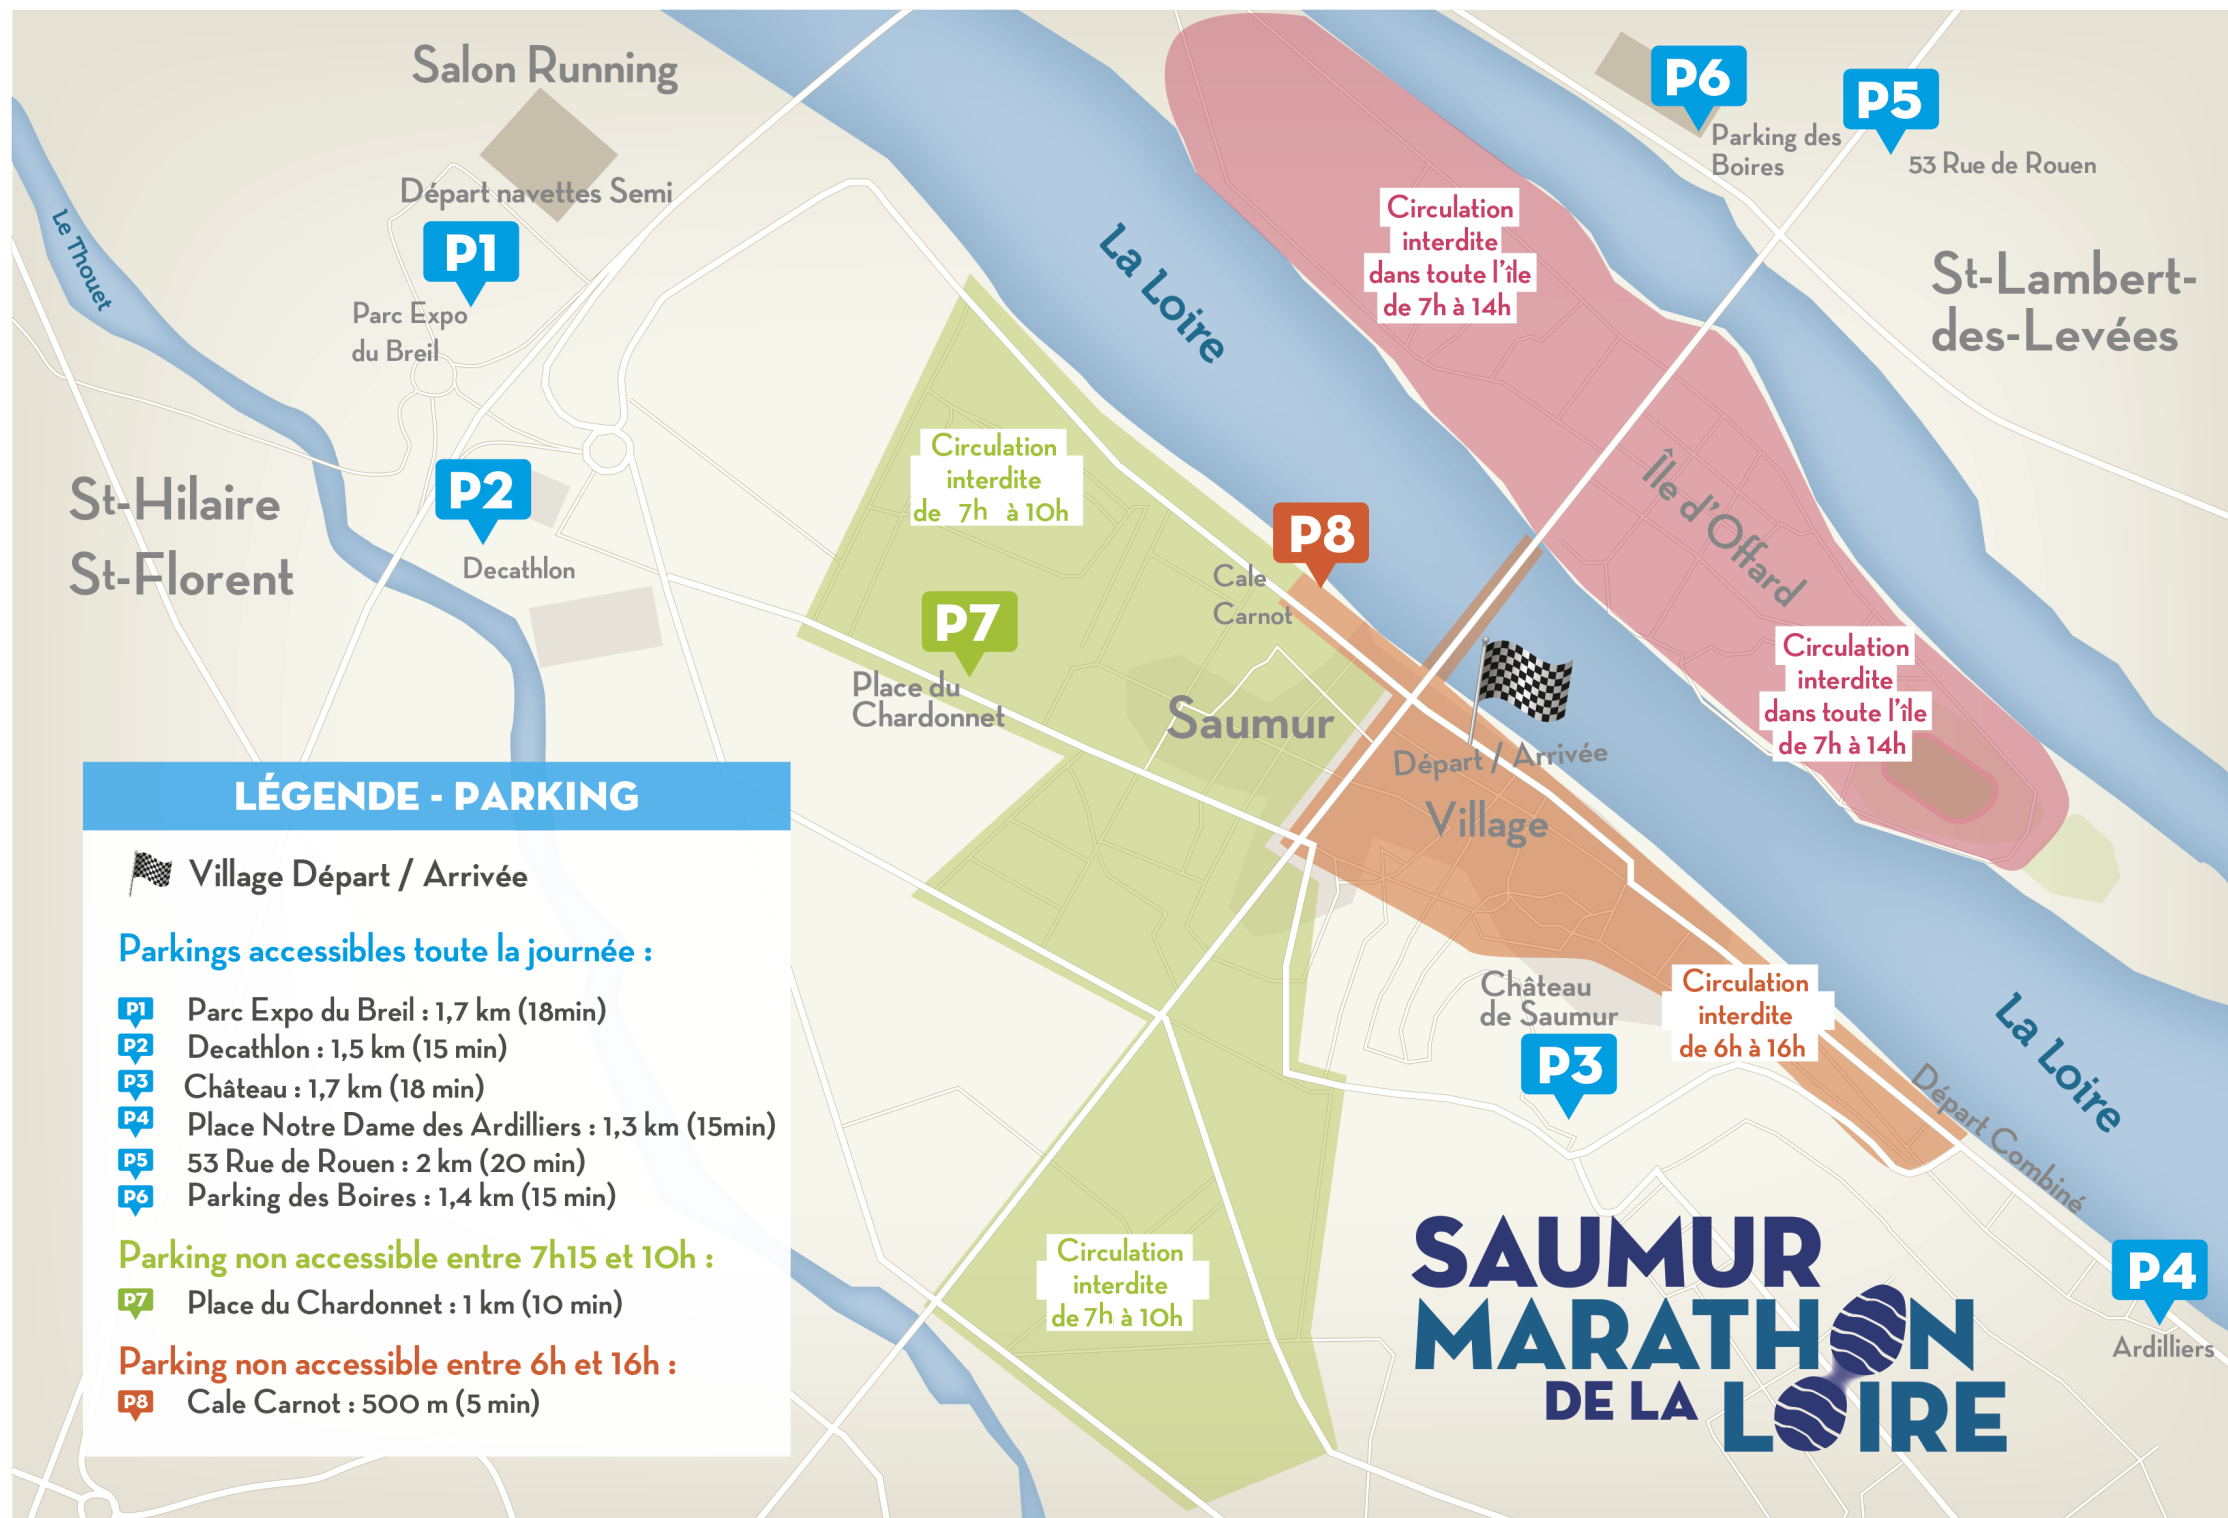 Salon Running
Départ navettes Semi
P1
Parc Expo
du Breil
Le Thouet
St-Hilaire
St-Florent
P2
Decathlon
La Loire
Circulation
interdite
dans toute l'île
de 7h à 14h
P6
Parking des
Boires
P5
53 Rue de Rouen
St-Lambert-
des-Levées
Circulation
interdite
de 7h à 10h
P7
Place du
Chardonnet
P8
Cale
Carnot
Saumur
Île d'Offard
Circulation
interdite
dans toute l'île
de 7h à 14h
Départ / Arrivée
Village
Château
de Saumur
P3
Circulation
interdite
de 6h à 16h
La Loire
Départ Combiné
P4
Ardilliers
Circulation
interdite
de 7h à 10h
LÉGENDE - PARKING
Village Départ / Arrivée
Parkings accessibles toute la journée :
P1 Parc Expo du Breil : 1,7 km (18min)
P2 Decathlon : 1,5 km (15 min)
P3 Château : 1,7 km (18 min)
P4 Place Notre Dame des Ardilliers : 1,3 km (15min)
P5 53 Rue de Rouen : 2 km (20 min)
P6 Parking des Boires : 1,4 km (15 min)
Parking non accessible entre 7h15 et 10h :
P7 Place du Chardonnet : 1 km (10 min)
Parking non accessible entre 6h et 16h :
P8 Cale Carnot : 500 m (5 min)
SAUMUR
MARATHON
DE LA LOIRE